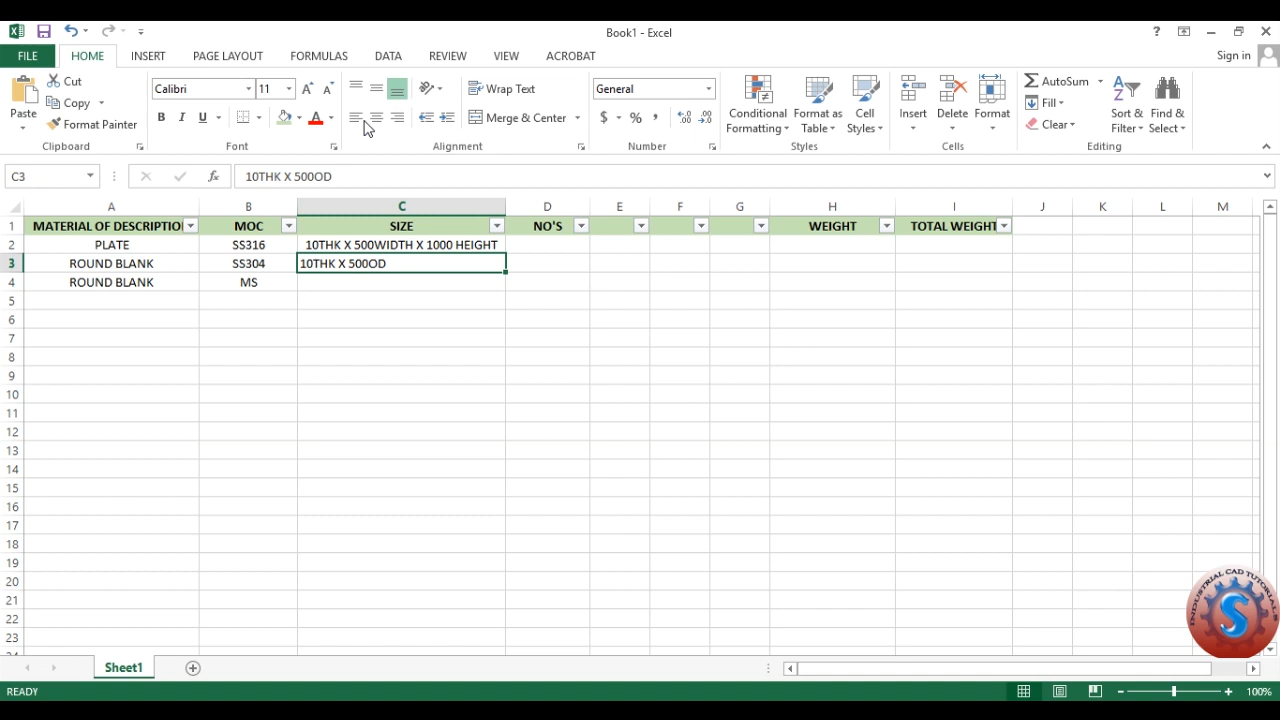 Book1 - Excel
?
FILE HOME INSERT PAGE LAYOUT FORMULAS DATA REVIEW VIEW ACROBAT Sign in
Paste Cut
Copy
Format Painter
Calibri 11
B I U A
Wrap Text
Merge & Center
General
$ % ,
Conditional Formatting
Format as Table
Cell Styles
Insert Delete Format
AutoSum
Fill
Clear
Sort & Filter
Find & Select
Clipboard Font Alignment Number Styles Cells Editing
C3 fx 10THK X 500OD
A B C D E F G H I J K L M
1 MATERIAL OF DESCRIPTIO MOC SIZE NO'S WEIGHT TOTAL WEIGHT
2 PLATE SS316 10THK X 500WIDTH X 1000 HEIGHT
3 ROUND BLANK SS304 10THK X 500OD
4 ROUND BLANK MS
5
6
7
8
9
10
11
12
13
14
15
16
17
18
19
20
21
22
23
INDUSTRIAL CAD TUTORIALS
S
Sheet1
READY 100%